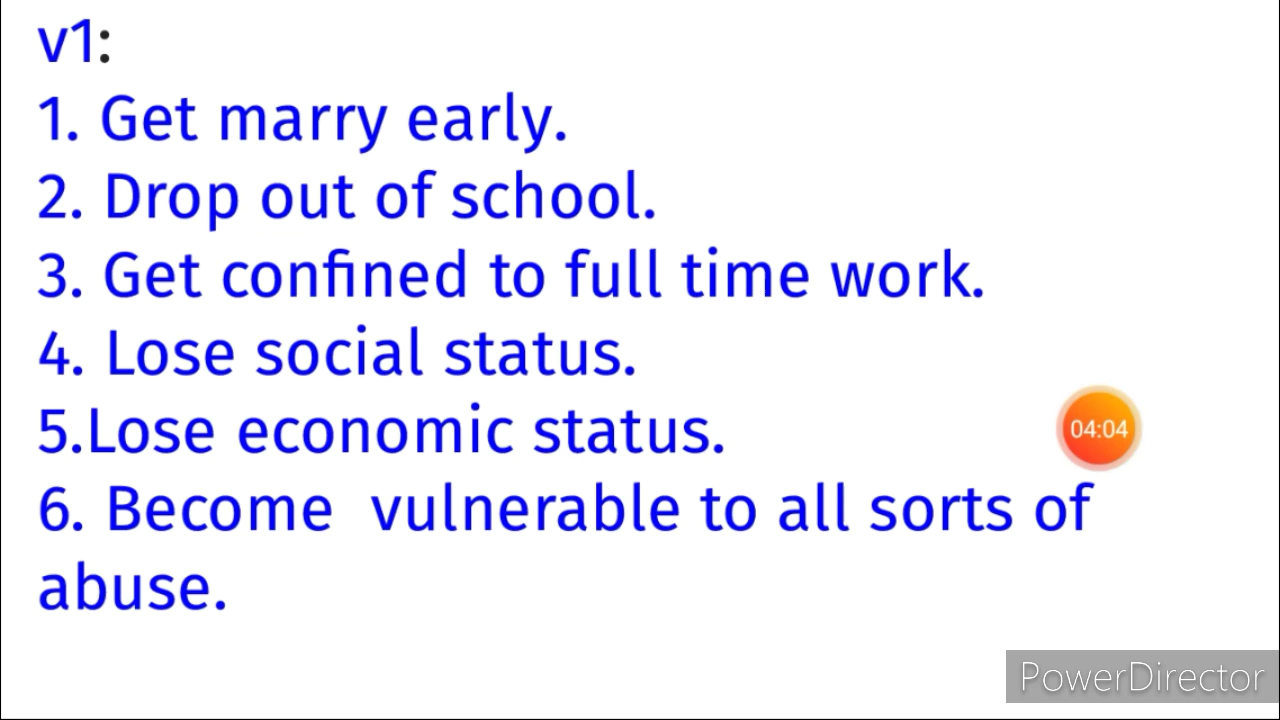 v1:
1. Get marry early.
2. Drop out of school.
3. Get confined to full time work.
4. Lose social status.
5.Lose economic status.
6. Become  vulnerable to all sorts of
abuse.
04:04
PowerDirector